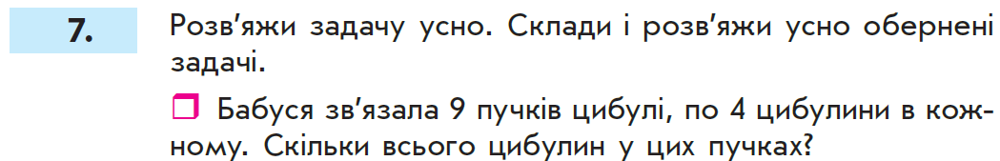 7.
Розв’яжи задачу усно. Склади і розв’яжи усно обернені
задачі.
Бабуся зв’язала 9 пучків цибулі, по 4 цибулини в кож-
ному. Скільки всього цибулин у цих пучках?